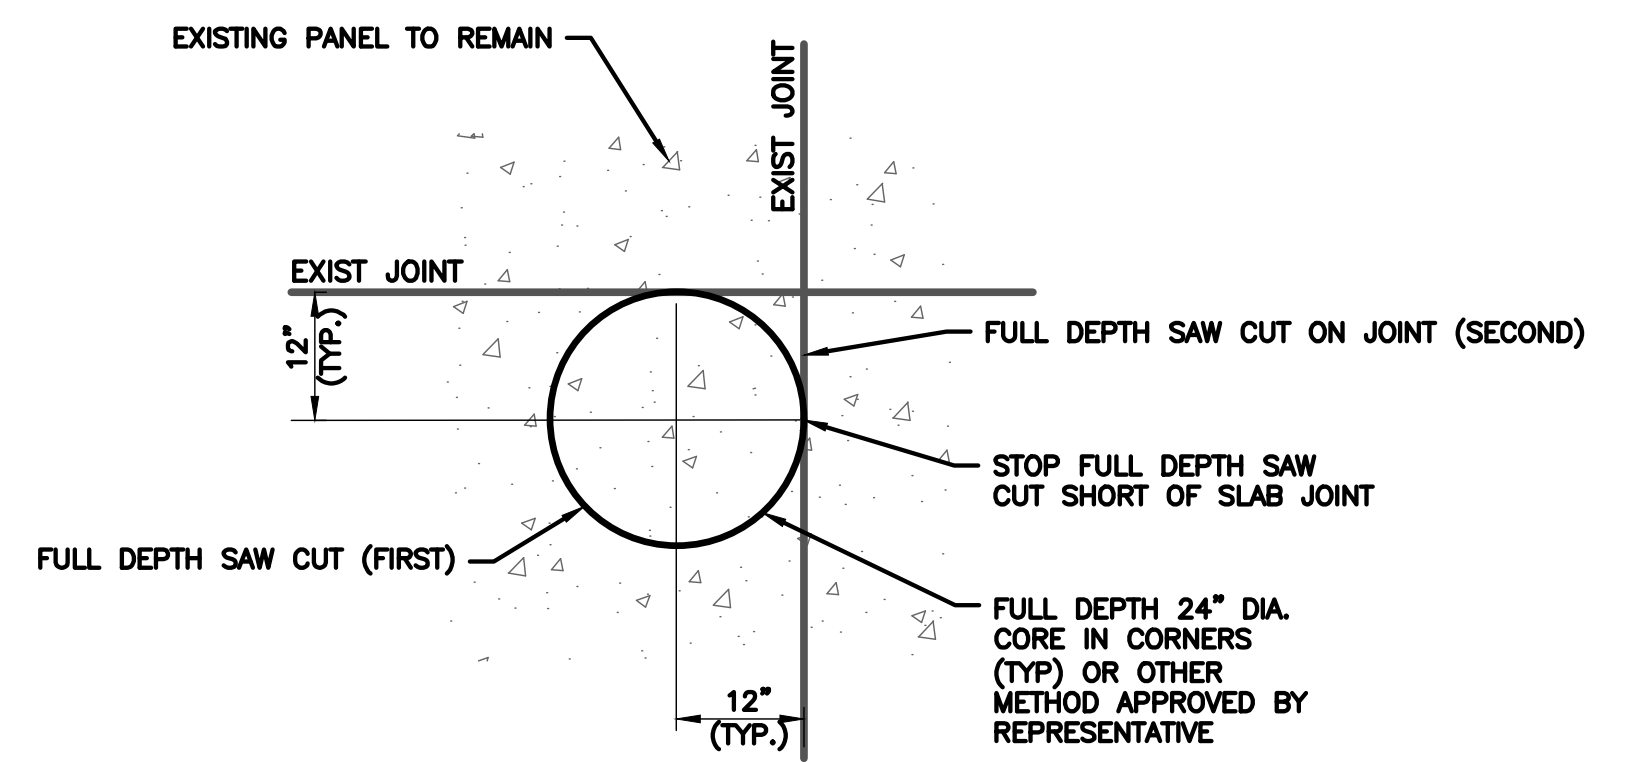 EXISTING PANEL TO REMAIN
EXIST JOINT
EXIST JOINT
12"
(TYP.)
FULL DEPTH SAW CUT ON JOINT (SECOND)
STOP FULL DEPTH SAW
CUT SHORT OF SLAB JOINT
FULL DEPTH SAW CUT (FIRST)
FULL DEPTH 24" DIA.
CORE IN CORNERS
(TYP) OR OTHER
METHOD APPROVED BY
REPRESENTATIVE
12"
(TYP.)